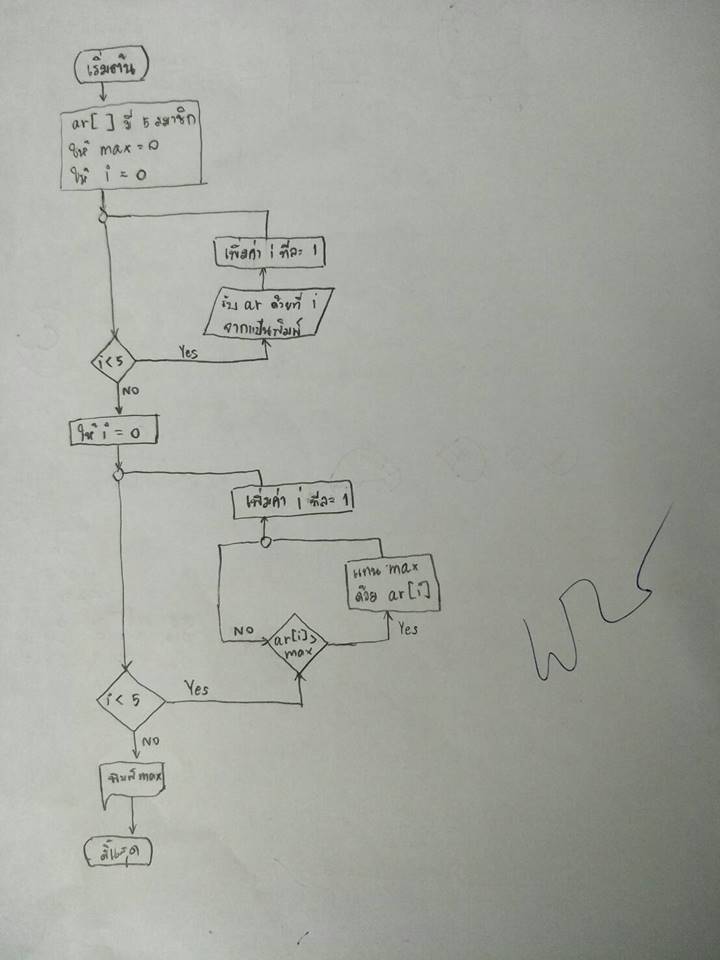 เริ่มต้น
ar[ ] มี 5 สมาชิก
ให้ max = 0
ให้ i = 0
เพิ่มค่า i ทีละ 1
รับ ar ตัวที่ i
จากแป้นพิมพ์
i < 5
Yes
NO
ให้ i = 0
เพิ่มค่า i ทีละ 1
แทน max
ด้วย ar[i]
NO
ar[i]>
max
Yes
i < 5
Yes
NO
พิมพ์ max
สิ้นสุด